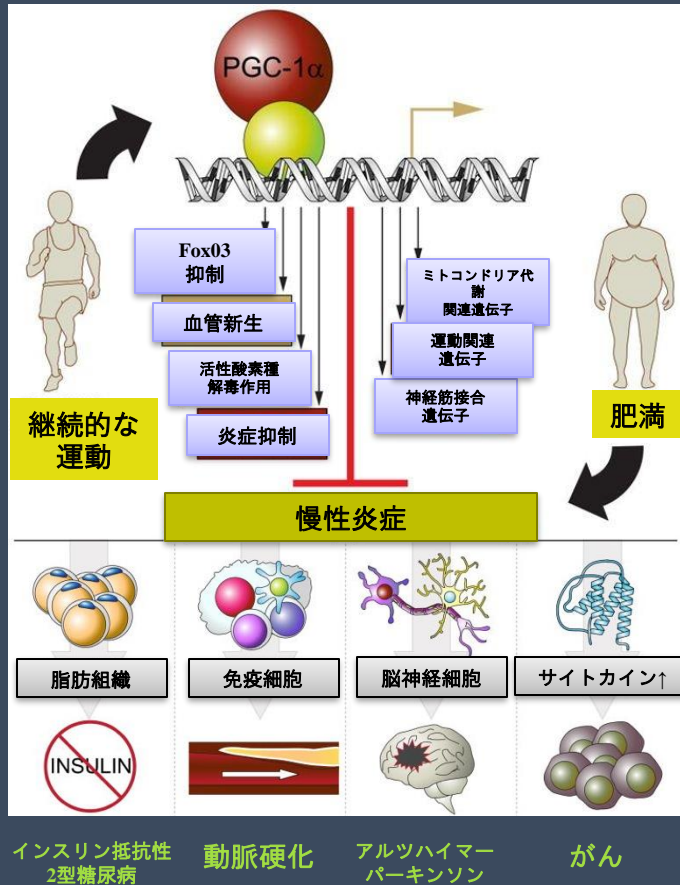 PGC-1α
Fox03
抑制
血管新生
活性酸素種
解毒作用
炎症抑制
ミトコンドリア代
謝
関連遺伝子
運動関連
遺伝子
神経筋接合
遺伝子
継続的な
運動
肥満
慢性炎症
脂肪組織
免疫細胞
脳神経細胞
サイトカイン↑
INSULIN
インスリン抵抗性
2型糖尿病
動脈硬化
アルツハイマー
パーキンソン
がん